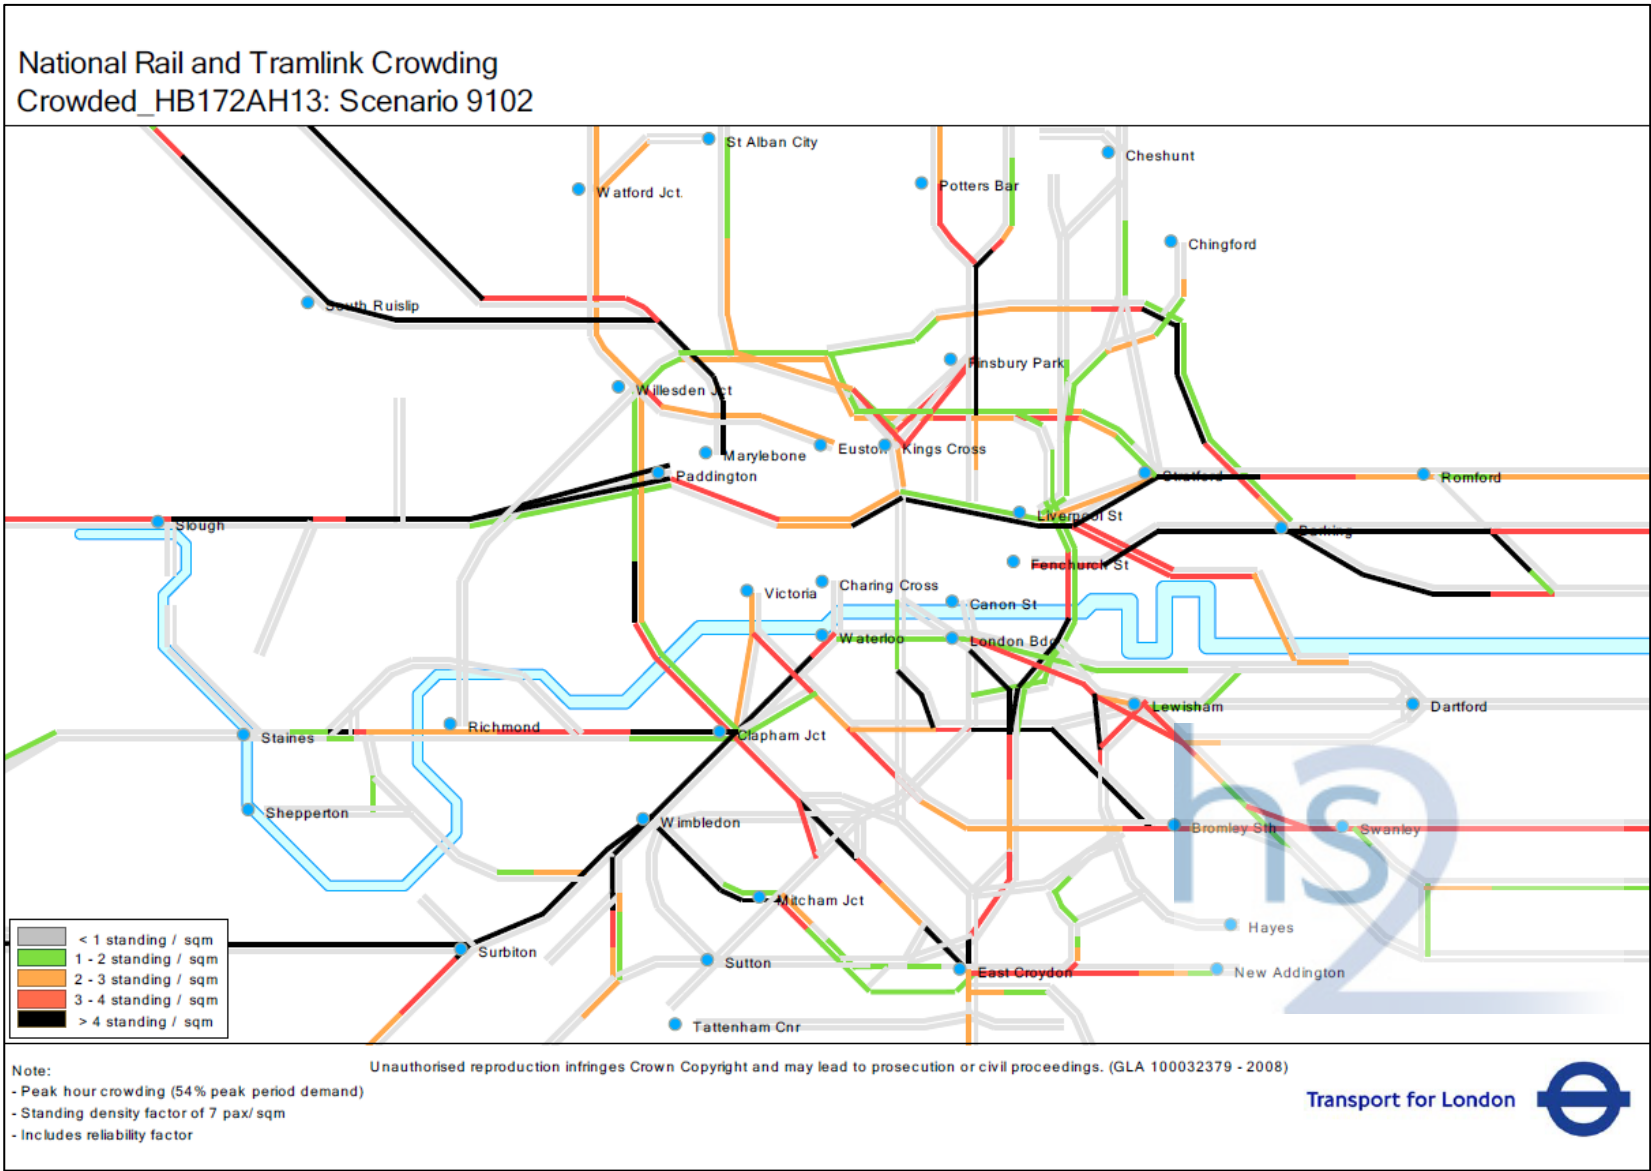 National Rail and Tramlink Crowding
Crowded_HB172AH13: Scenario 9102
St Alban City
Cheshunt
Watford Jct.
Potters Bar
Chingford
South Ruislip
Finsbury Park
Willesden Jct
Marylebone
Euston
Kings Cross
Paddington
Stratford
Romford
Slough
Liverpool St
Barking
Fenchurch St
Victoria
Charing Cross
Canon St
Waterloo
London Bdg
Lewisham
Dartford
Richmond
Staines
Clapham Jct
Shepperton
Wimbledon
Bromley Sth
Swanley
Mitcham Jct
Hayes
Surbiton
Sutton
East Croydon
New Addington
Tattenham Cnr
hs2
< 1 standing / sqm
1 - 2 standing / sqm
2 - 3 standing / sqm
3 - 4 standing / sqm
> 4 standing / sqm
Note:
- Peak hour crowding (54% peak period demand)
- Standing density factor of 7 pax/sqm
- Includes reliability factor
Unauthorised reproduction infringes Crown Copyright and may lead to prosecution or civil proceedings. (GLA 100032379 - 2008)
Transport for London